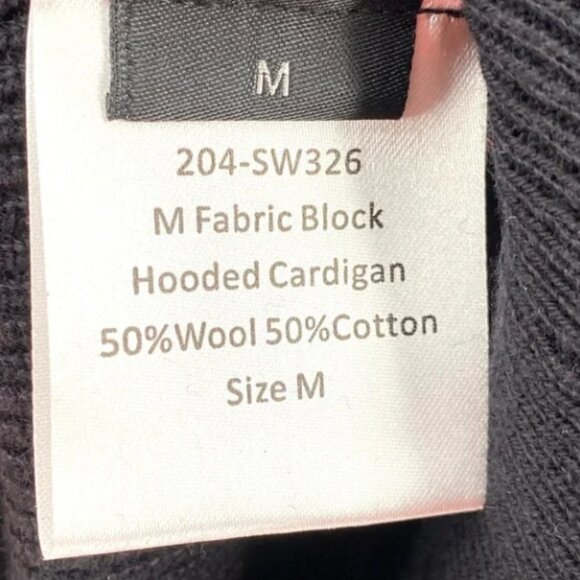 M
204-SW326
M Fabric Block
Hooded Cardigan
50%Wool 50%Cotton
Size M